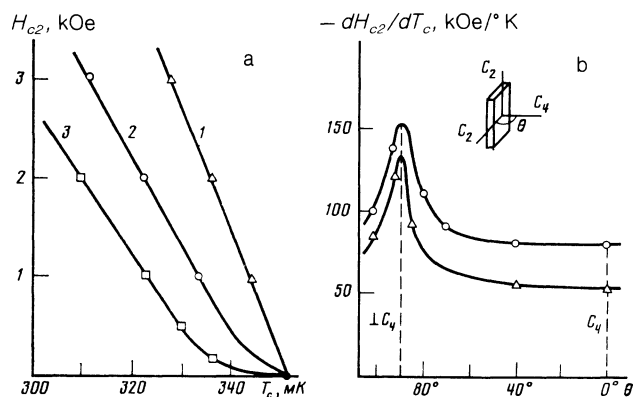 H_c2, kOe
a
3
2
1
3
2
1
300
320
340
T_c, мК
− dH_c2/dT_c, kOe/°K
b
C_2
C_4
C_2
θ
150
100
50
⊥C_4
C_4
80°
40°
0° θ